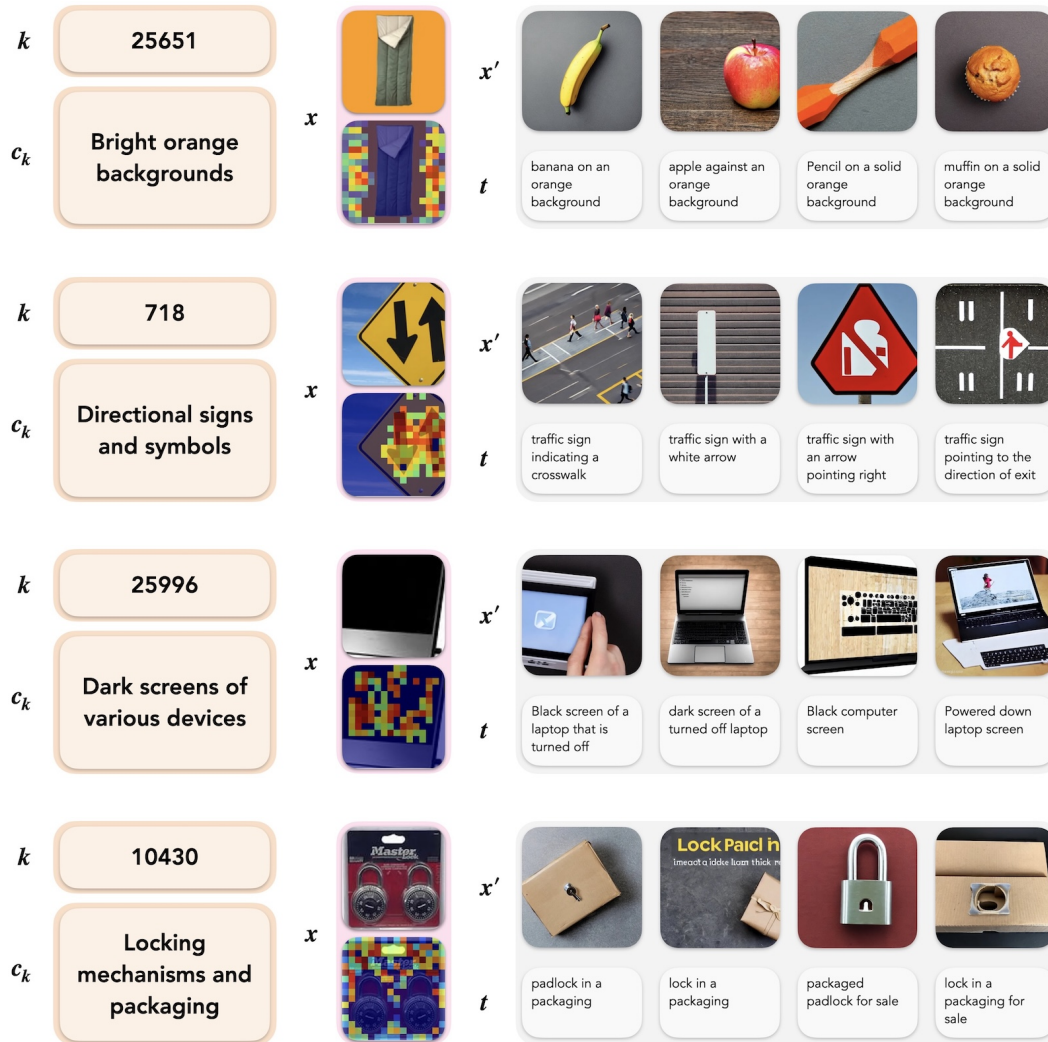 k
25651
c_k
Bright orange
backgrounds
x
x′
t
banana on an
orange
background
apple against an
orange
background
Pencil on a solid
orange
background
muffin on a solid
orange
background
k
718
c_k
Directional signs
and symbols
x
x′
t
traffic sign
indicating a
crosswalk
traffic sign with a
white arrow
traffic sign with
an arrow
pointing right
traffic sign
pointing to the
direction of exit
k
25996
c_k
Dark screens of
various devices
x
x′
t
Black screen of a
laptop that is
turned off
dark screen of a
turned off laptop
Black computer
screen
Powered down
laptop screen
k
10430
c_k
Locking
mechanisms and
packaging
x
Master
x′
Lock Paicl in
t
padlock in a
packaging
lock in a
packaging
packaged
padlock for sale
lock in a
packaging for
sale